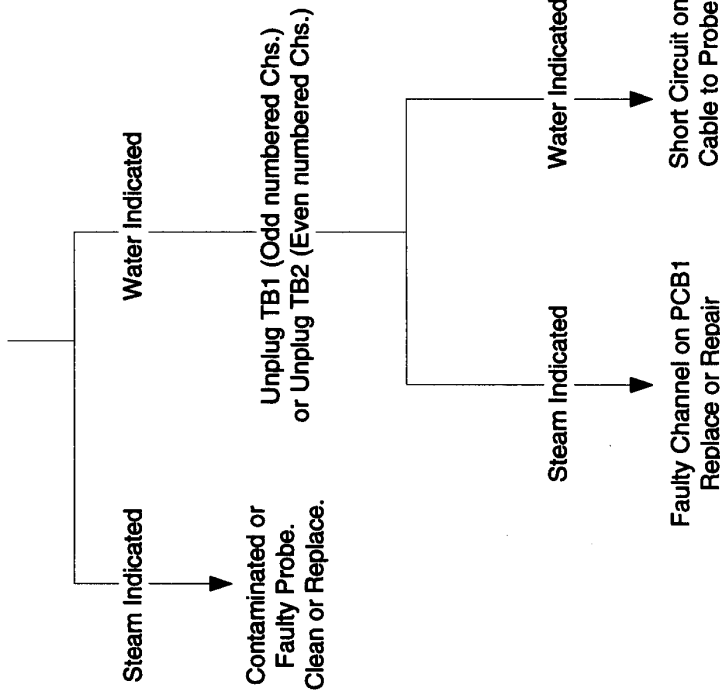 Steam Indicated
Water Indicated
Contaminated or
Faulty Probe.
Clean or Replace.
Unplug TB1 (Odd numbered Chs.)
or Unplug TB2 (Even numbered Chs.)
Steam Indicated
Water Indicated
Faulty Channel on PCB1
Replace or Repair
Short Circuit on
Cable to Probe